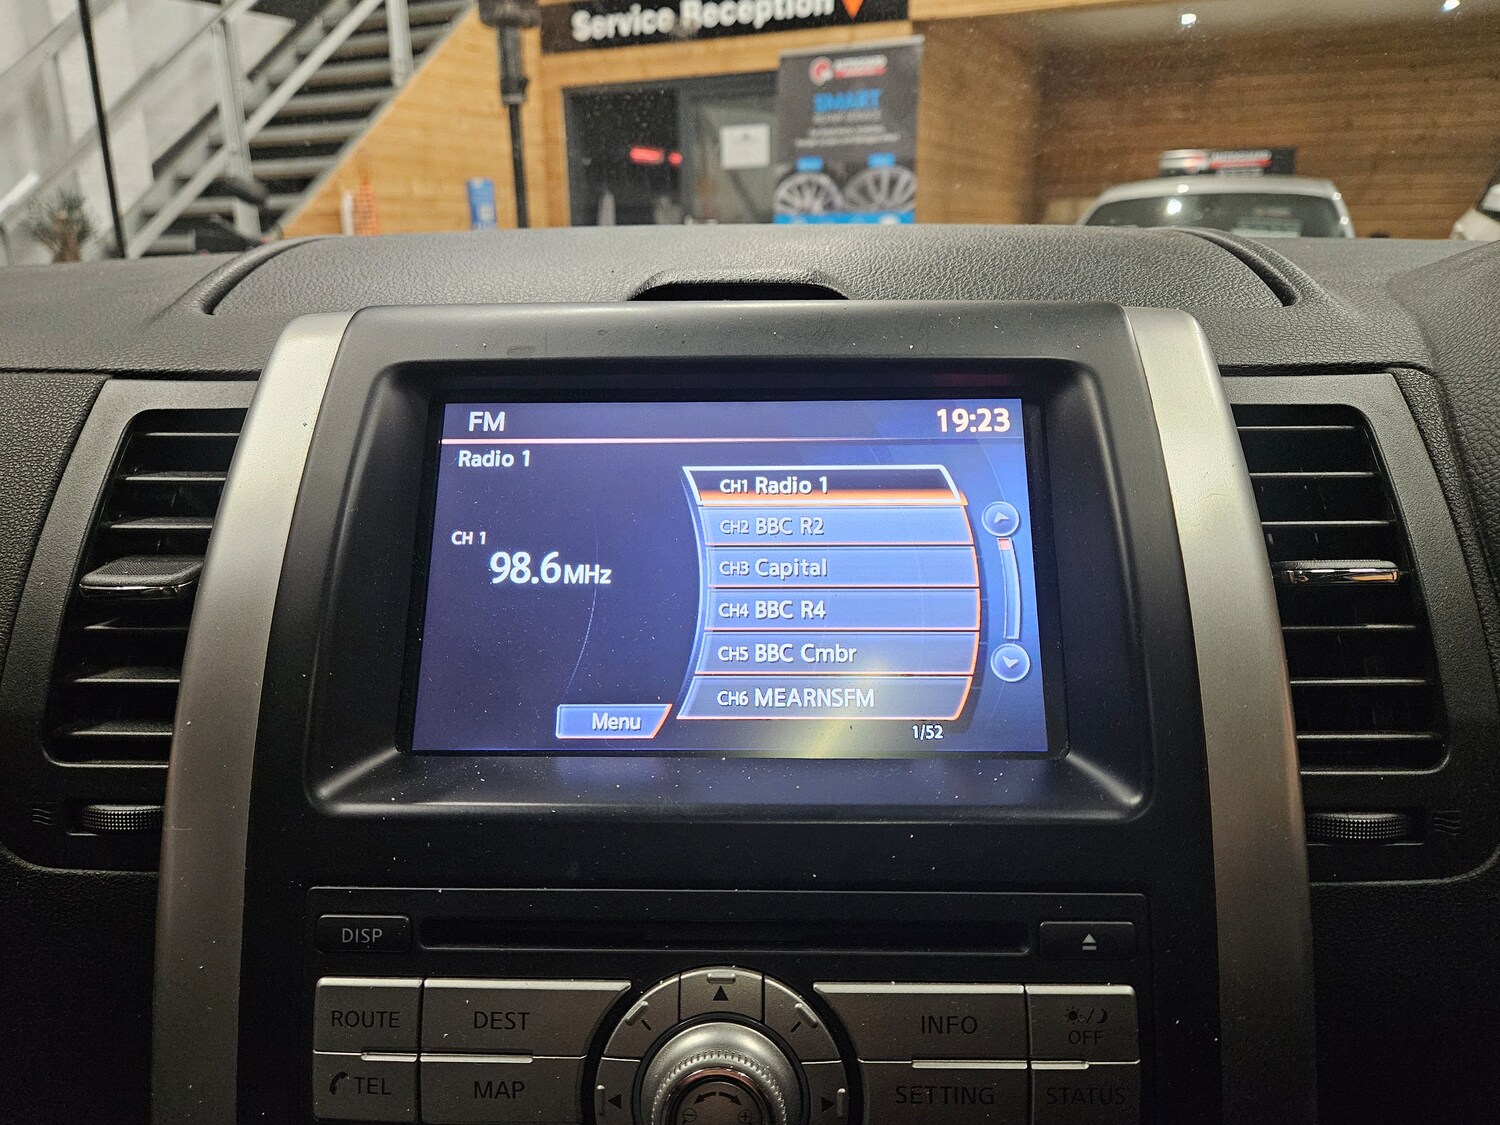 Service Reception
SMART
FM
19:23
Radio 1
CH1 Radio 1
CH2 BBC R2
CH 1
98.6MHz
CH3 Capital
CH4 BBC R4
CH5 BBC Cmbr
CH6 MEARNSFM
Menu
1/52
DISP
ROUTE
DEST
INFO
OFF
TEL
MAP
SETTING
STATUS